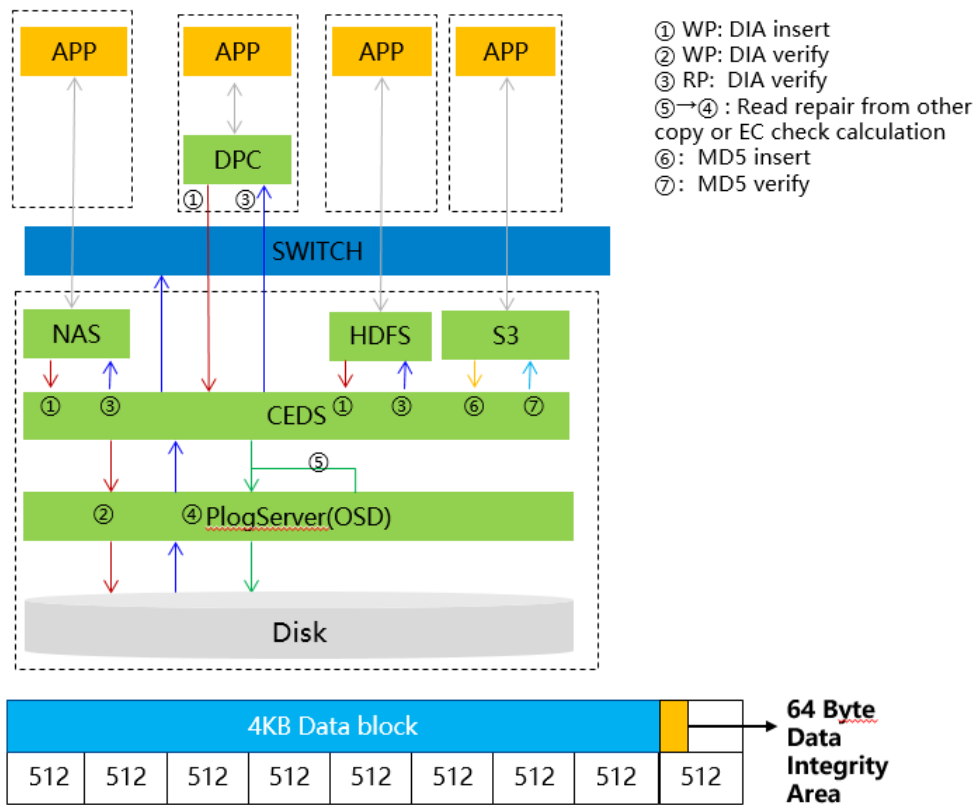 APP APP APP APP
① WP: DIA insert
② WP: DIA verify
③ RP:  DIA verify
⑤→④ : Read repair from other
copy or EC check calculation
⑥:  MD5 insert
⑦:  MD5 verify
DPC
① ③
SWITCH
NAS HDFS S3
① ③ ① ③ ⑥ ⑦
CEDS
⑤
② ④ PlogServer(OSD)
Disk
4KB Data block
512 512 512 512 512 512 512 512 512
64 Byte
Data
Integrity
Area